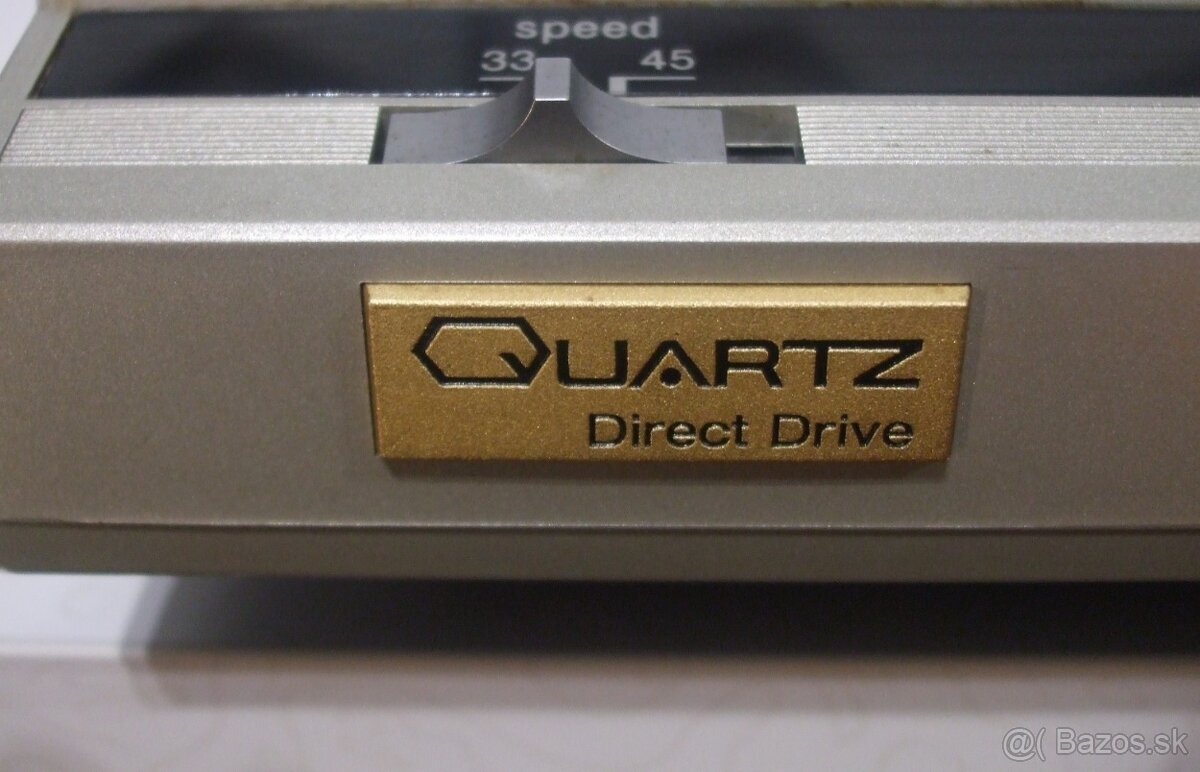 speed
33 45
QUARTZ
Direct Drive
@( Bazos.sk